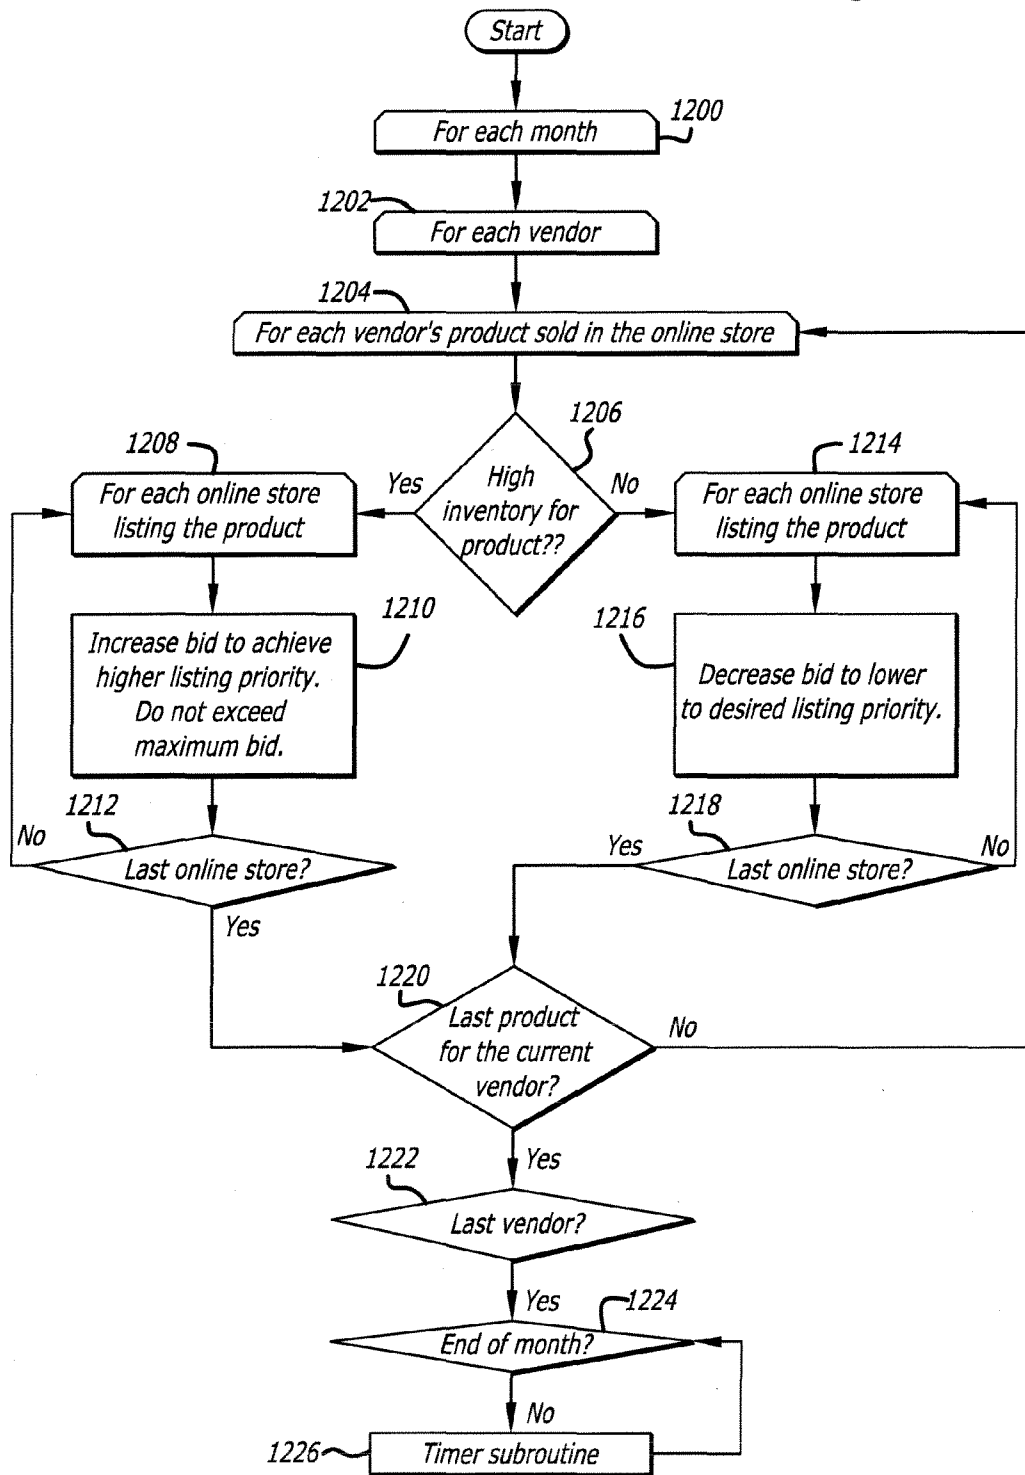 Start
For each month
1200
1202
For each vendor
1204
For each vendor's product sold in the online store
1206
High
inventory for
product??
Yes
No
1208
For each online store
listing the product
1214
For each online store
listing the product
1210
Increase bid to achieve
higher listing priority.
Do not exceed
maximum bid.
1216
Decrease bid to lower
to desired listing priority.
1212
No
Last online store?
Yes
1218
Yes
Last online store?
No
1220
Last product
for the current
vendor?
No
Yes
1222
Last vendor?
Yes
1224
End of month?
No
1226
Timer subroutine